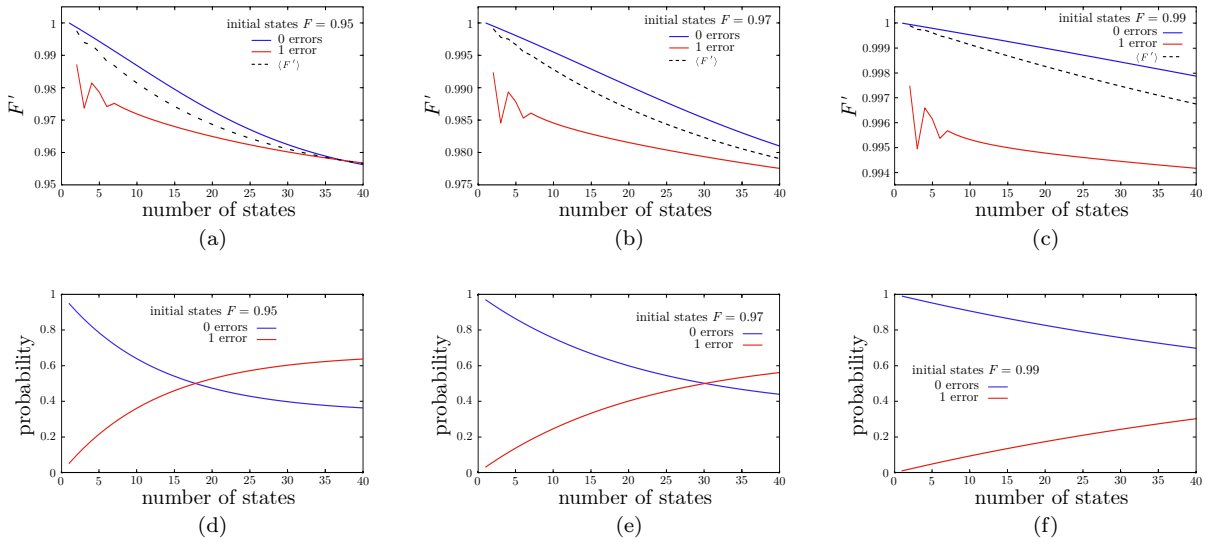 initial states F = 0.95
0 errors
1 error
⟨F'⟩
F'
1
0.99
0.98
0.97
0.96
0.95
0 5 10 15 20 25 30 35 40
number of states
(a)
initial states F = 0.97
0 errors
1 error
⟨F'⟩
F'
1
0.995
0.990
0.985
0.980
0.975
0 5 10 15 20 25 30 35 40
number of states
(b)
initial states F = 0.99
0 errors
1 error
⟨F'⟩
F'
1
0.999
0.998
0.997
0.996
0.995
0.994
0 5 10 15 20 25 30 35 40
number of states
(c)
initial states F = 0.95
0 errors
1 error
probability
1
0.8
0.6
0.4
0.2
0
0 5 10 15 20 25 30 35 40
number of states
(d)
initial states F = 0.97
0 errors
1 error
probability
1
0.8
0.6
0.4
0.2
0
0 5 10 15 20 25 30 35 40
number of states
(e)
initial states F = 0.99
0 errors
1 error
probability
1
0.8
0.6
0.4
0.2
0
0 5 10 15 20 25 30 35 40
number of states
(f)